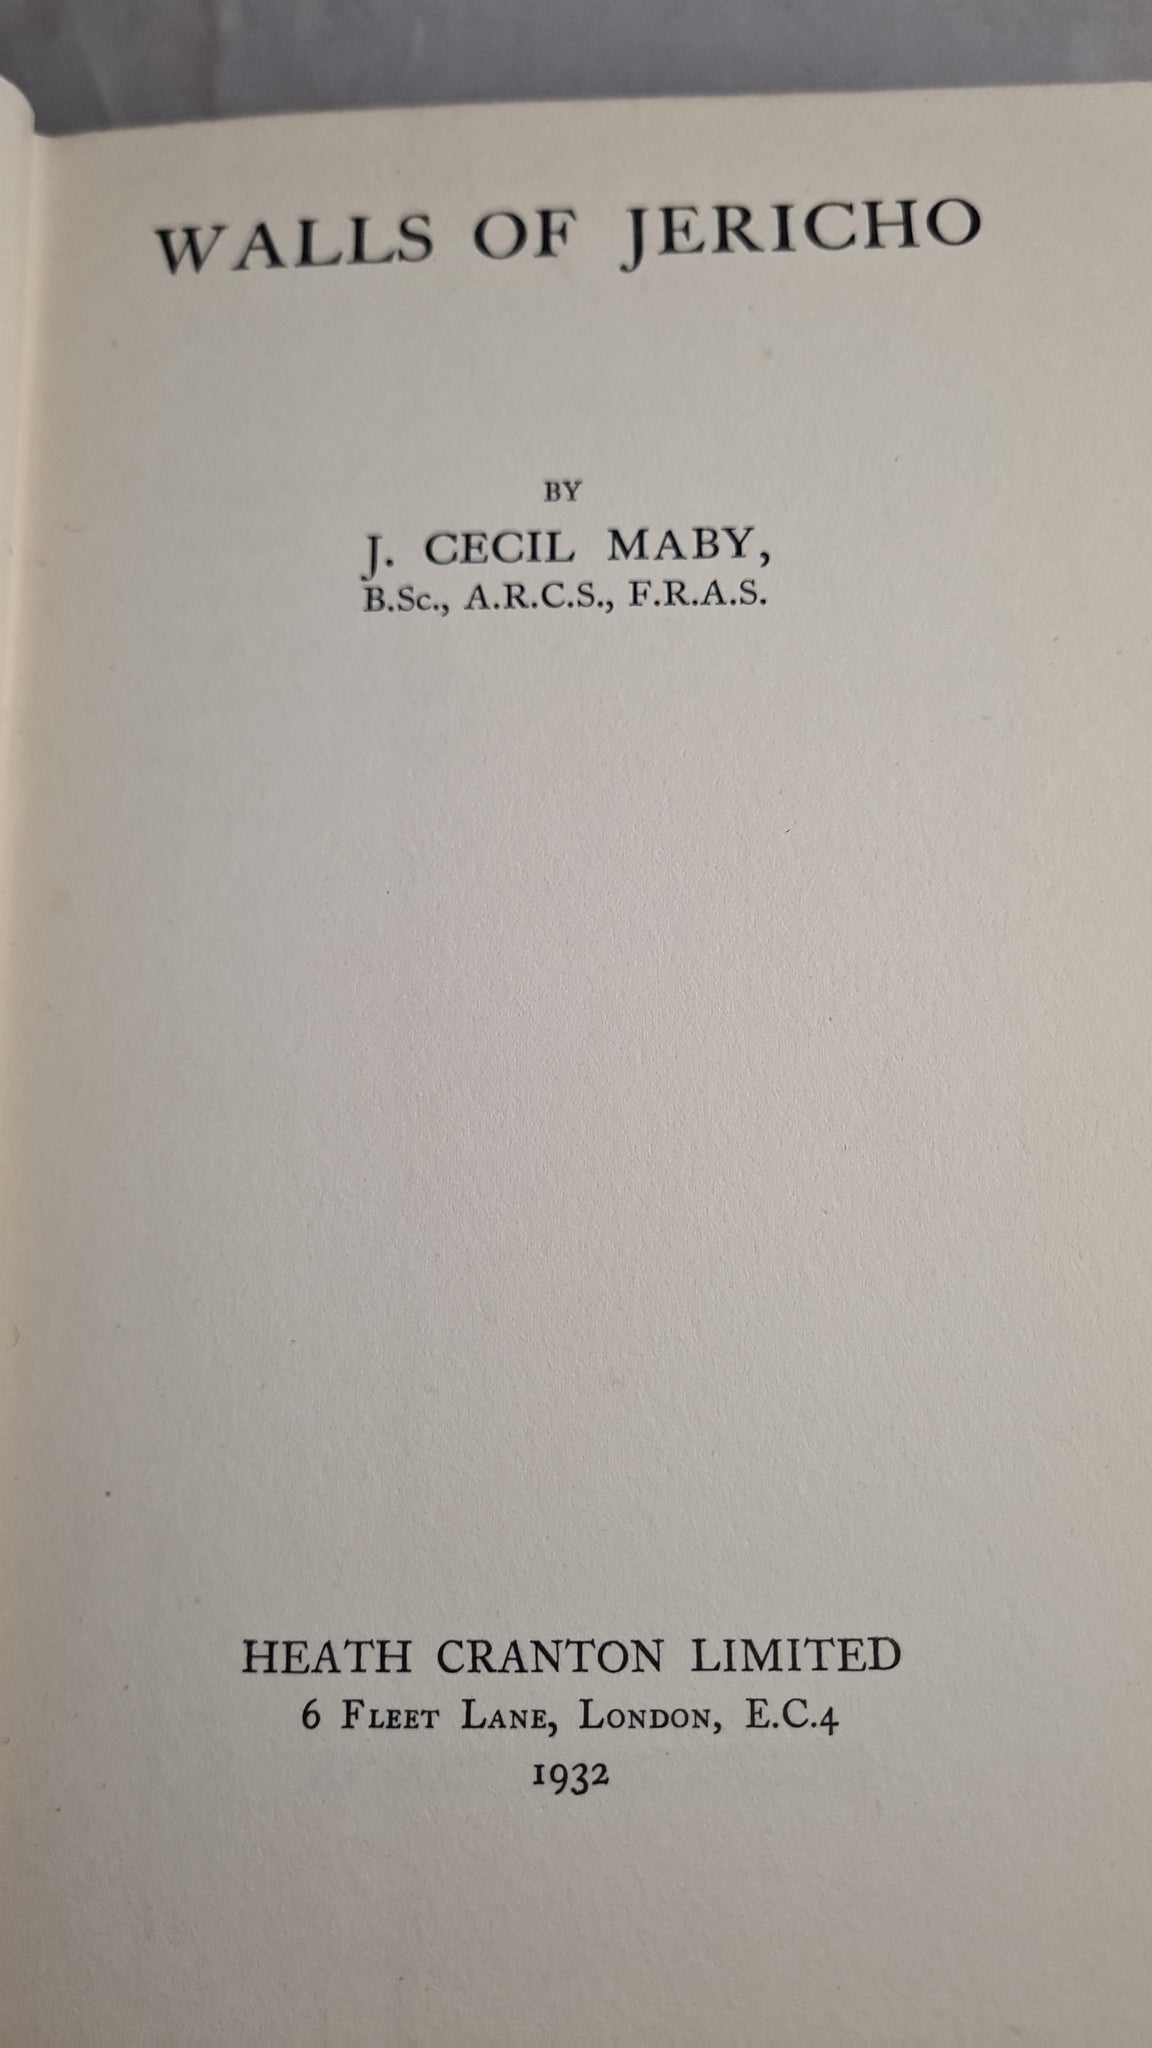 WALLS OF JERICHO
BY
J. CECIL MABY,
B.Sc., A.R.C.S., F.R.A.S.
HEATH CRANTON LIMITED
6 FLEET LANE, LONDON, E.C.4
1932